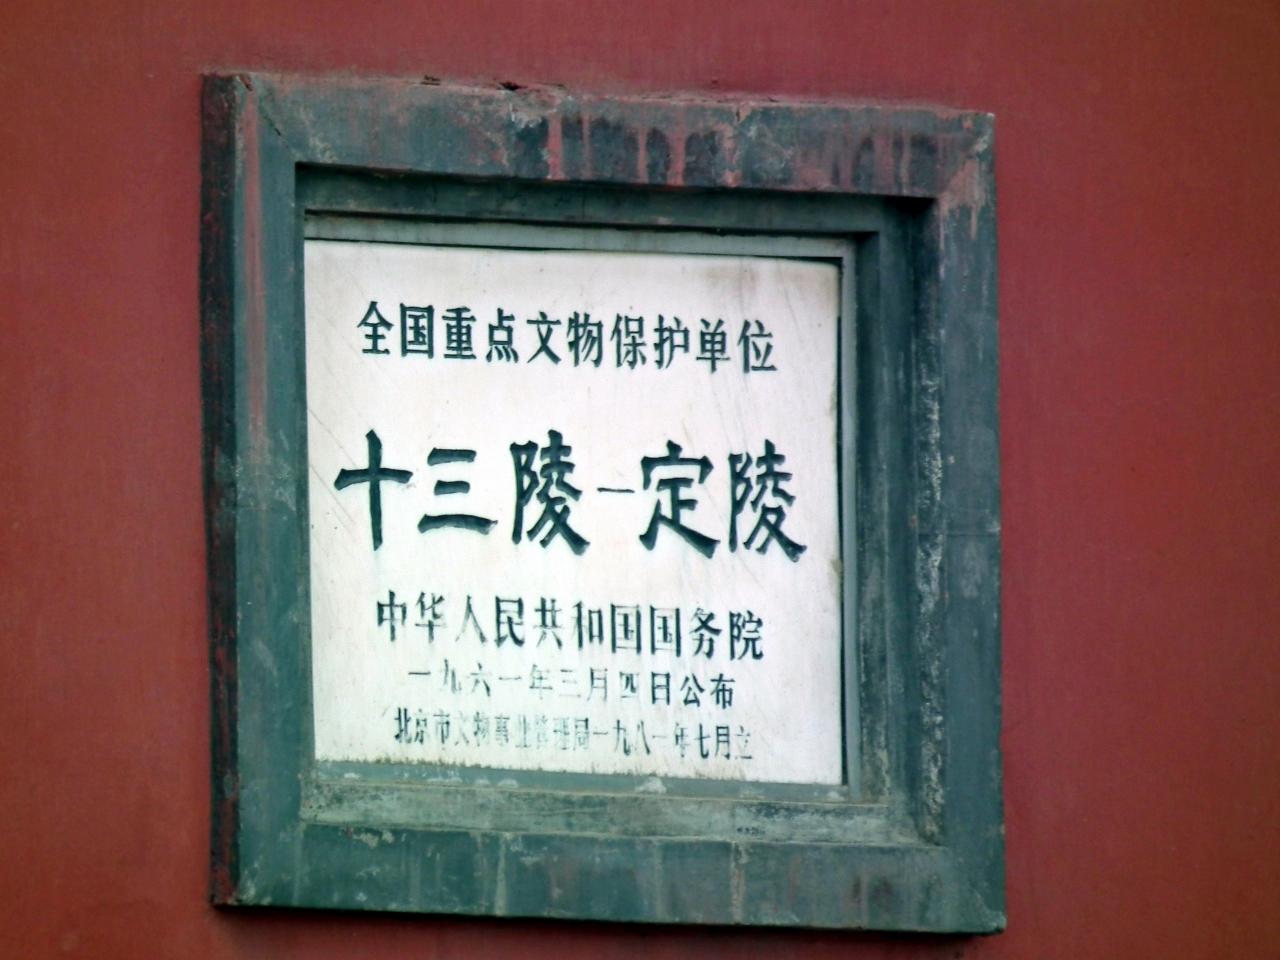 全国重点文物保护单位
十三陵–定陵
中华人民共和国国务院
一九六一年三月四日公布
北京市文物事业管理局一九八一年七月立